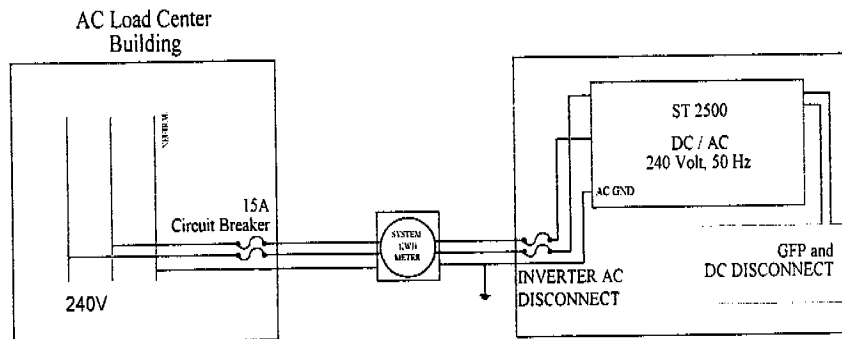 AC Load Center
Building
NEUTRAL
15A
Circuit Breaker
240V
SYSTEM
KWH
METER
INVERTER AC
DISCONNECT
ST 2500
DC / AC
240 Volt, 50 Hz
AC GND
GFP and
DC DISCONNECT